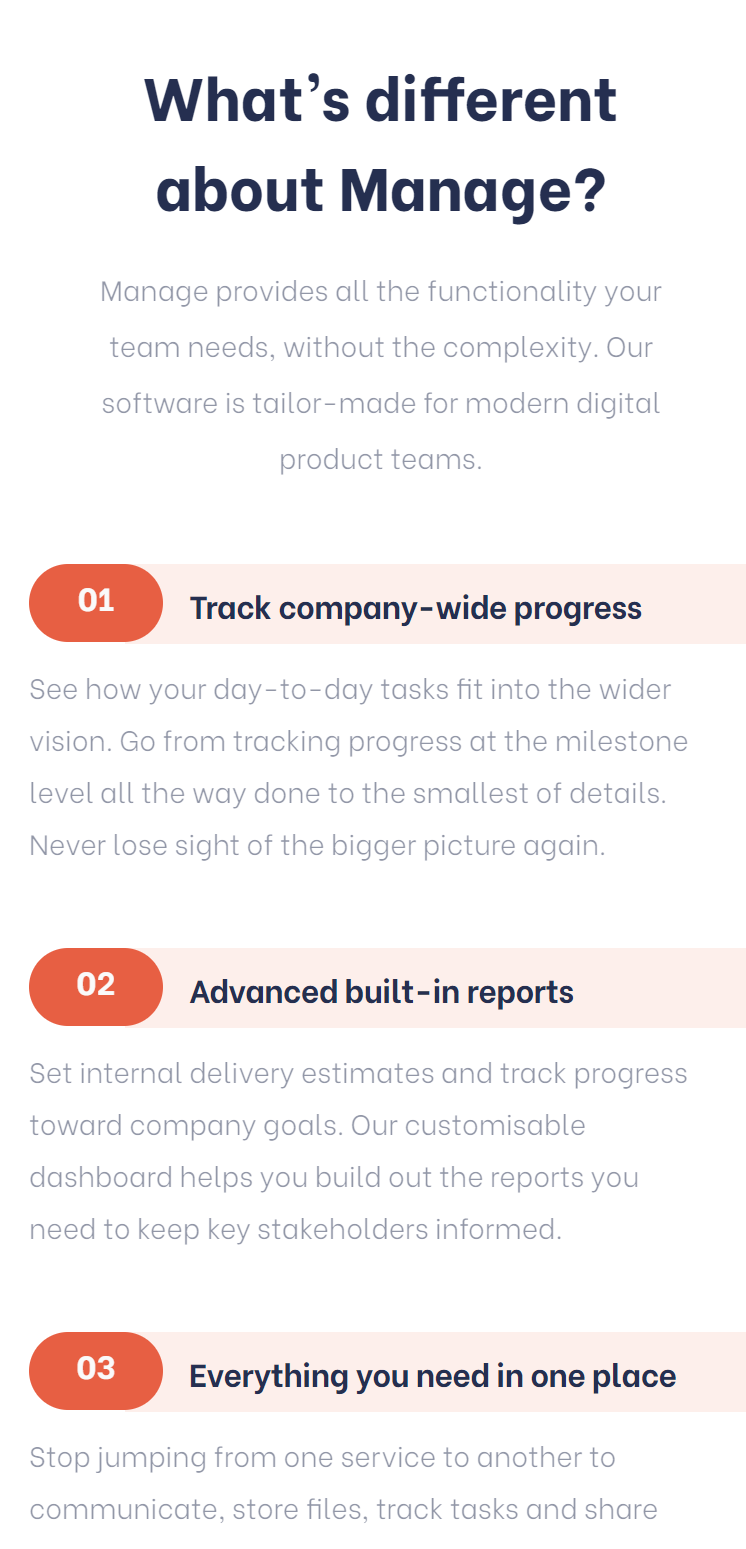 What’s different
about Manage?
Manage provides all the functionality your
team needs, without the complexity. Our
software is tailor-made for modern digital
product teams.
01 Track company-wide progress
See how your day-to-day tasks fit into the wider
vision. Go from tracking progress at the milestone
level all the way done to the smallest of details.
Never lose sight of the bigger picture again.
02 Advanced built-in reports
Set internal delivery estimates and track progress
toward company goals. Our customisable
dashboard helps you build out the reports you
need to keep key stakeholders informed.
03 Everything you need in one place
Stop jumping from one service to another to
communicate, store files, track tasks and share